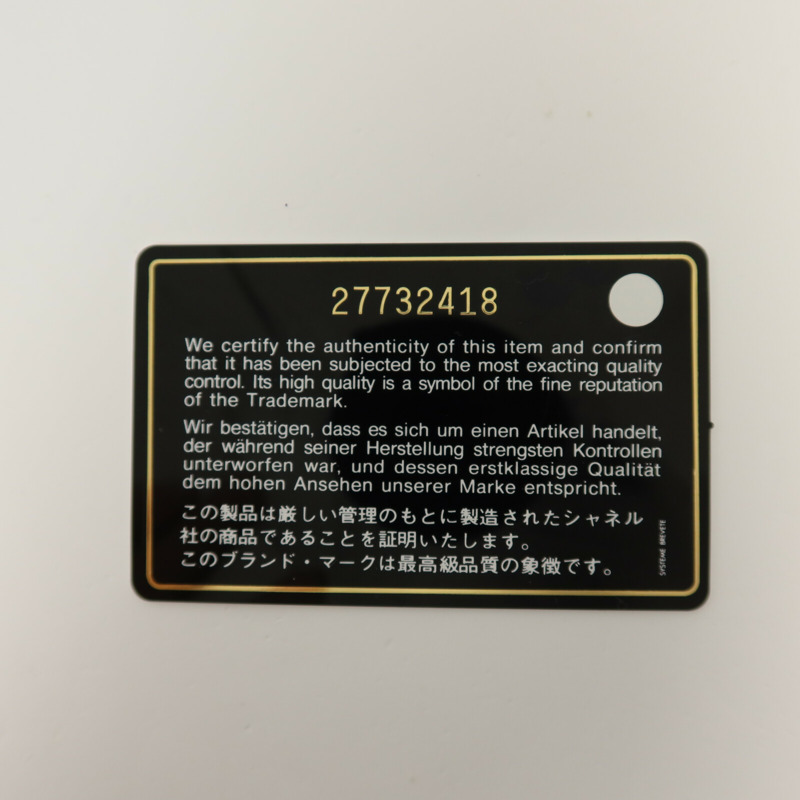 27732418
We certify the authenticity of this item and confirm
that it has been subjected to the most exacting quality
control. Its high quality is a symbol of the fine reputation
of the Trademark.
Wir bestätigen, dass es sich um einen Artikel handelt,
der während seiner Herstellung strengsten Kontrollen
unterworfen war, und dessen erstklassige Qualität
dem hohen Ansehen unserer Marke entspricht.
この製品は厳しい管理のもとに製造されたシャネル
社の商品であることを証明いたします。
このブランド・マークは最高級品質の象徴です。
SYSTEME BREVETE